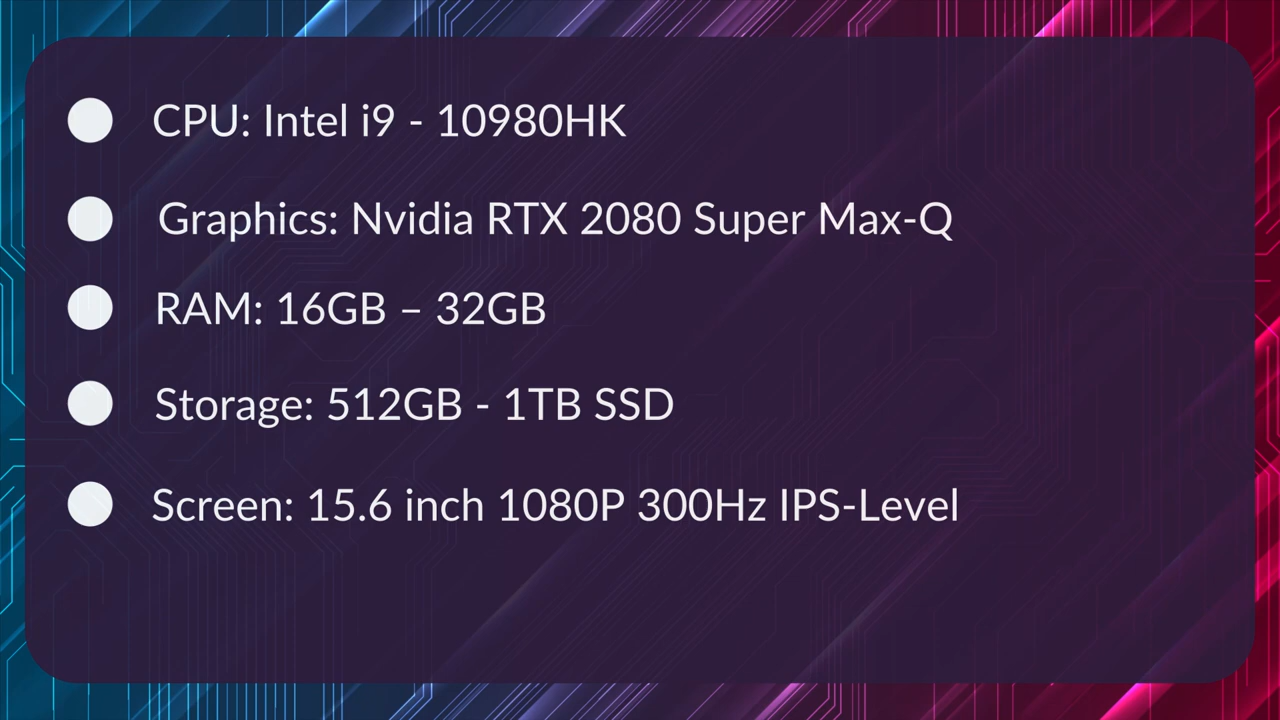 CPU: Intel i9 - 10980HK
Graphics: Nvidia RTX 2080 Super Max-Q
RAM: 16GB – 32GB
Storage: 512GB - 1TB SSD
Screen: 15.6 inch 1080P 300Hz IPS-Level